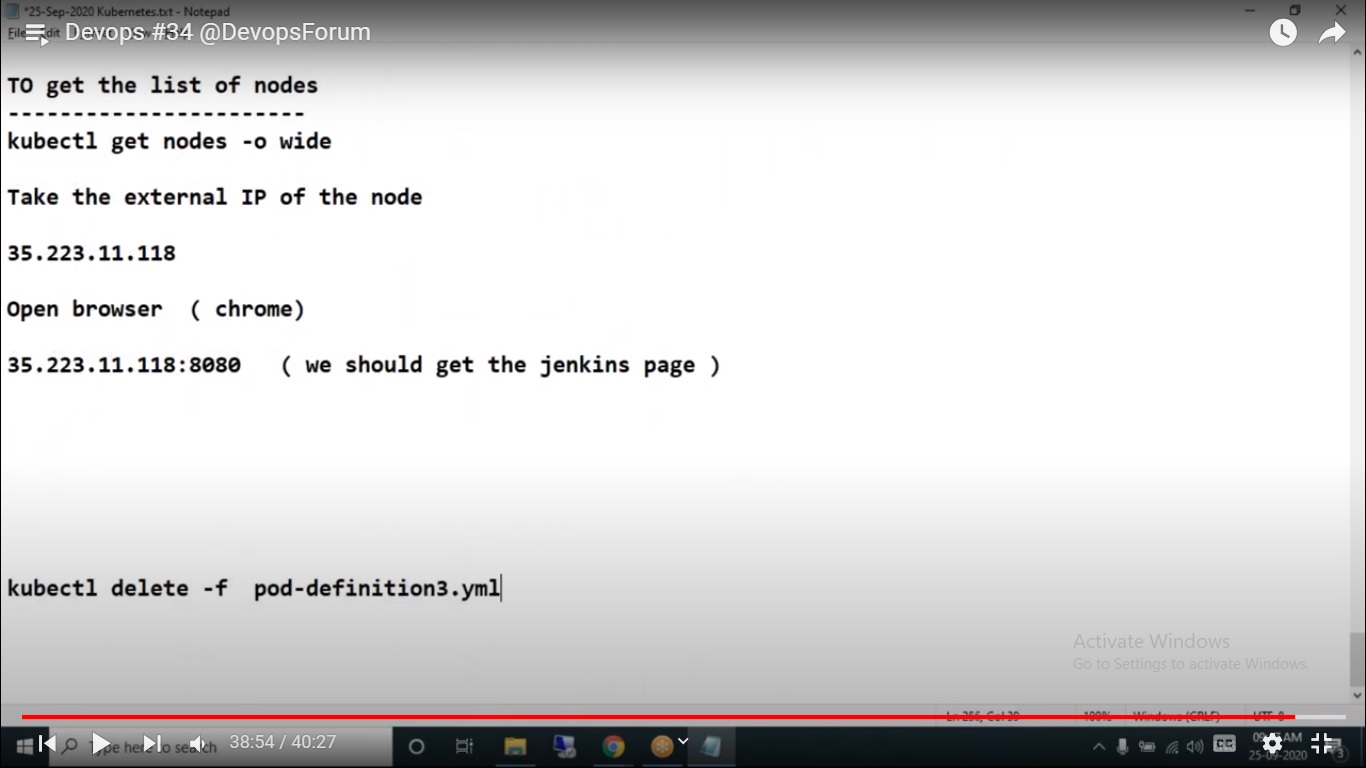 *25-Sep-2020 Kubernetes.txt - Notepad
Devops #34 @DevopsForum
TO get the list of nodes
-----------------------
kubectl get nodes -o wide
Take the external IP of the node
35.223.11.118
Open browser  ( chrome)
35.223.11.118:8080   ( we should get the jenkins page )
kubectl delete -f  pod-definition3.yml
Activate Windows
Go to Settings to activate Windows.
Ln 256, Col 39 100% Windows (CRLF) UTF-8
Type here to search
38:54 / 40:27
CC
AM
25-09-2020
3